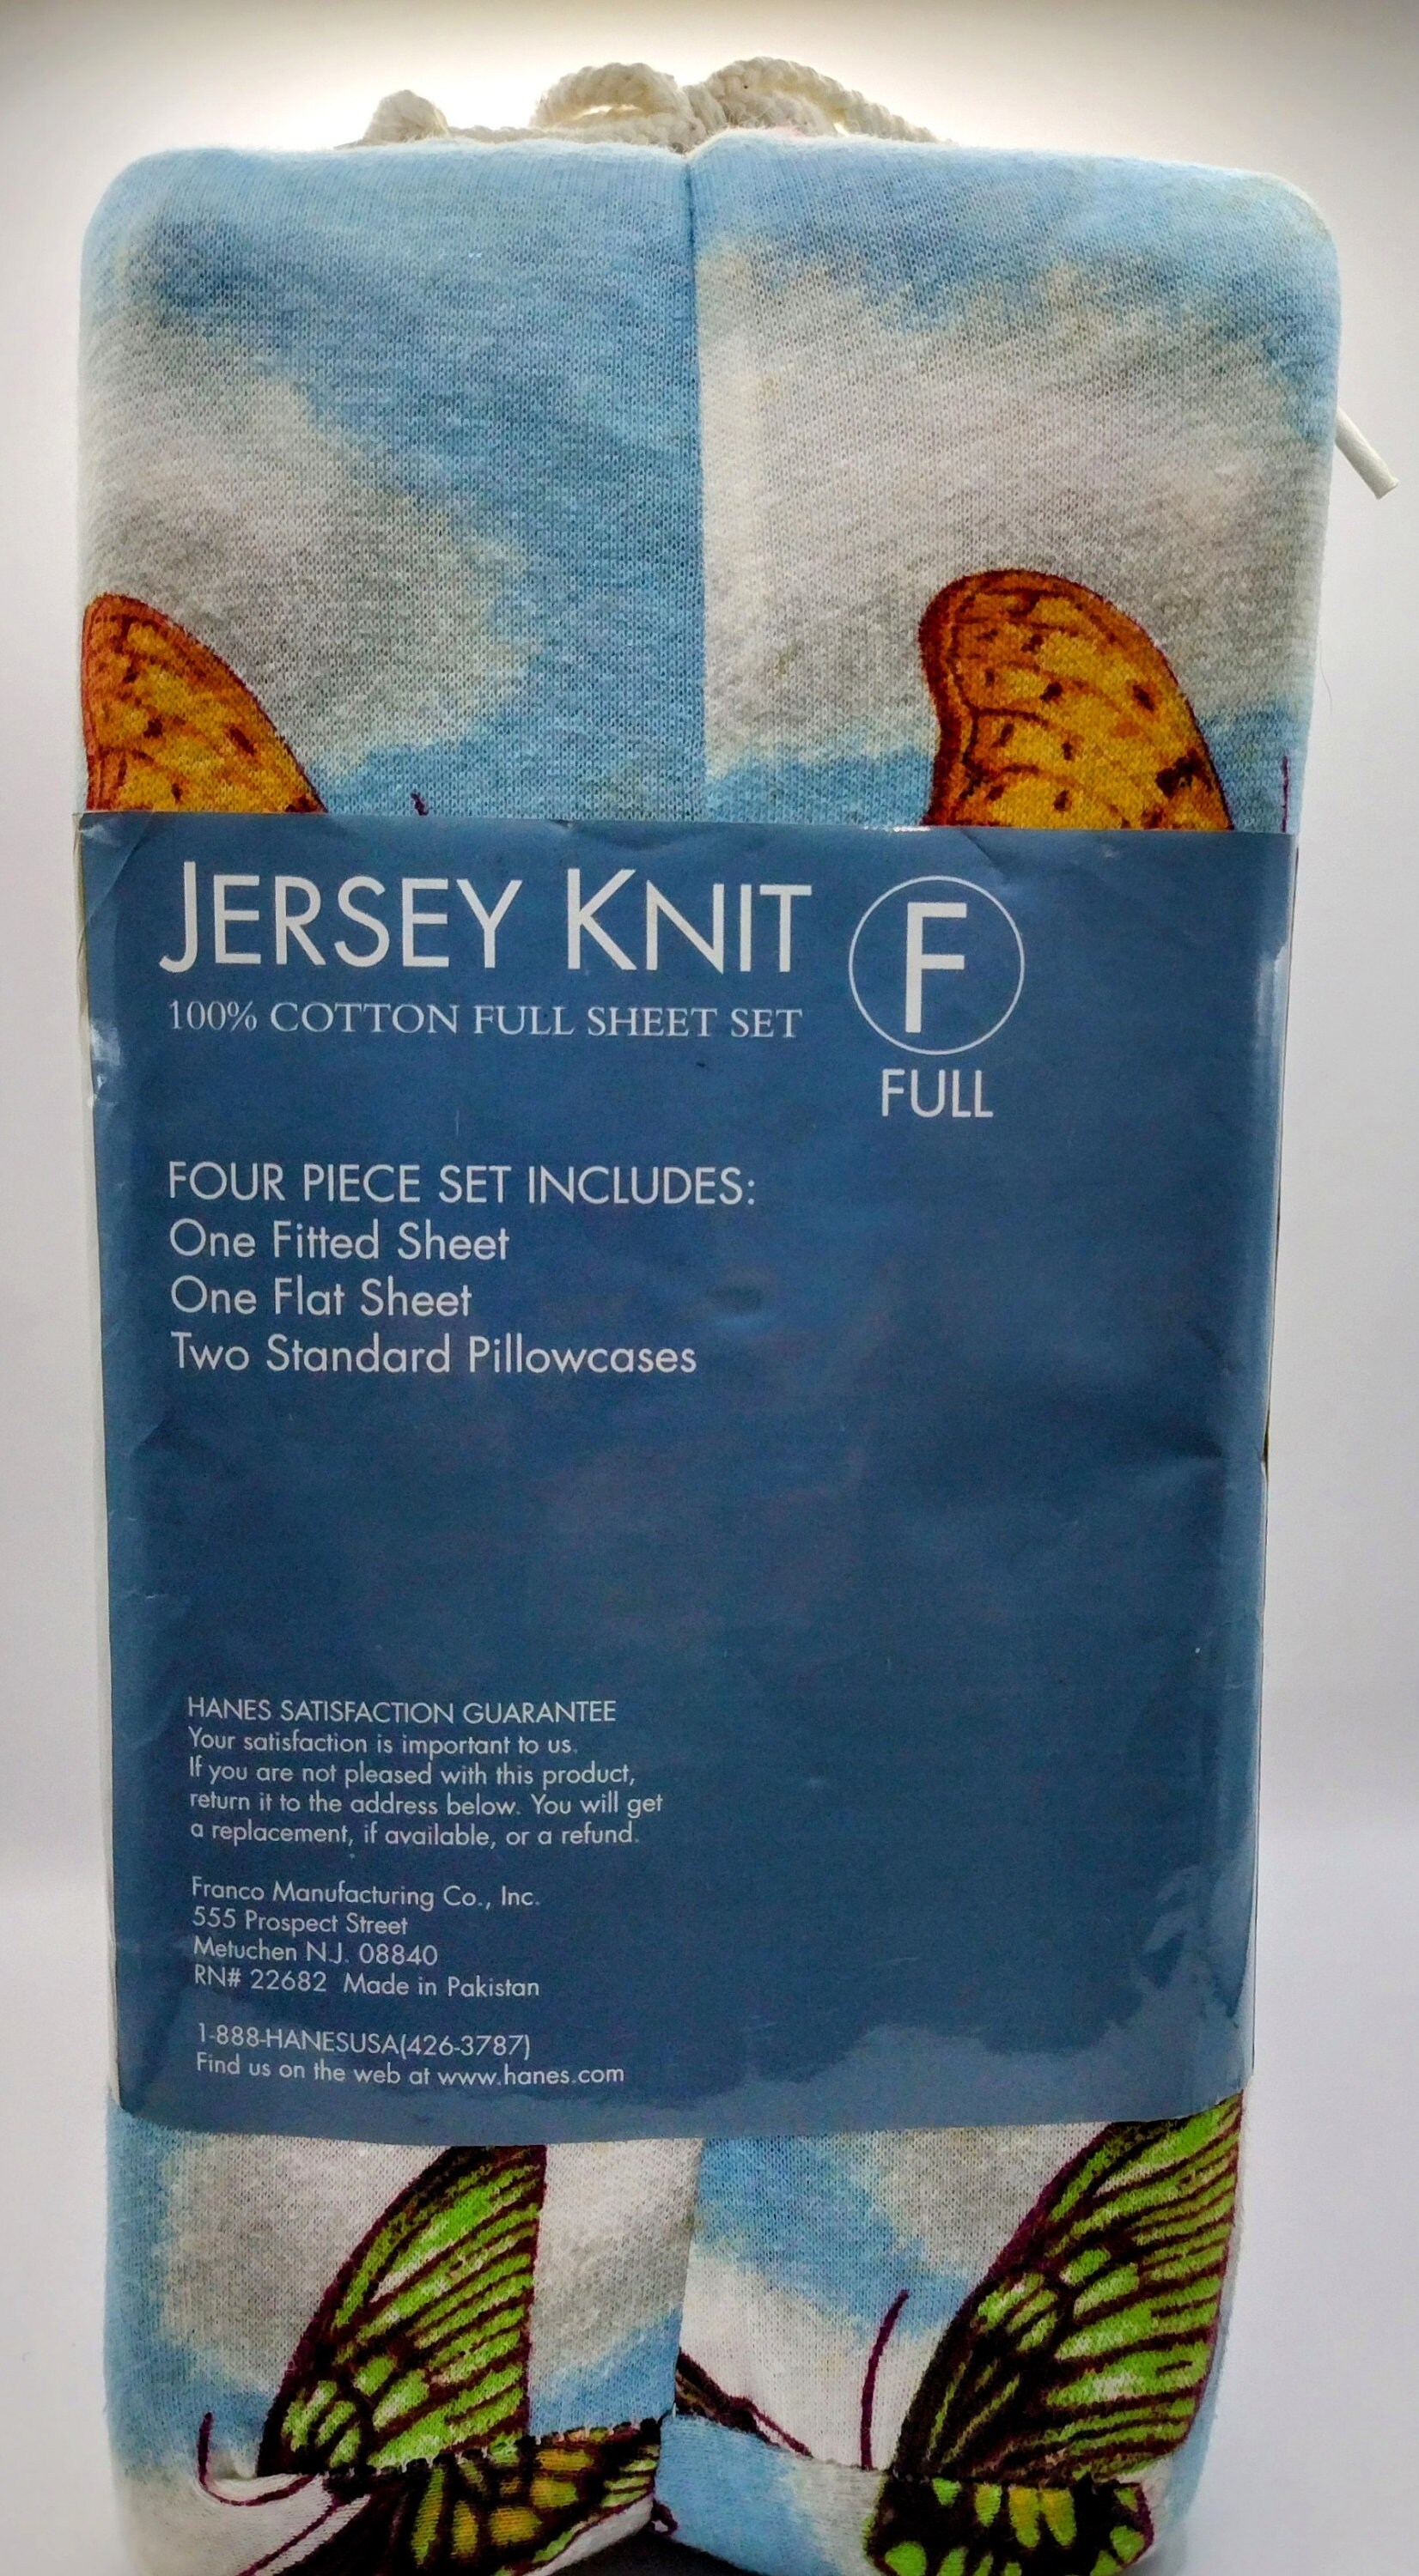 JERSEY KNIT
100% COTTON FULL SHEET SET
F
FULL
FOUR PIECE SET INCLUDES:
One Fitted Sheet
One Flat Sheet
Two Standard Pillowcases
HANES SATISFACTION GUARANTEE
Your satisfaction is important to us.
If you are not pleased with this product,
return it to the address below. You will get
a replacement, if available, or a refund.
Franco Manufacturing Co., Inc.
555 Prospect Street
Metuchen N.J. 08840
RN# 22682 Made in Pakistan
1-888-HANESUSA(426-3787)
Find us on the web at www.hanes.com